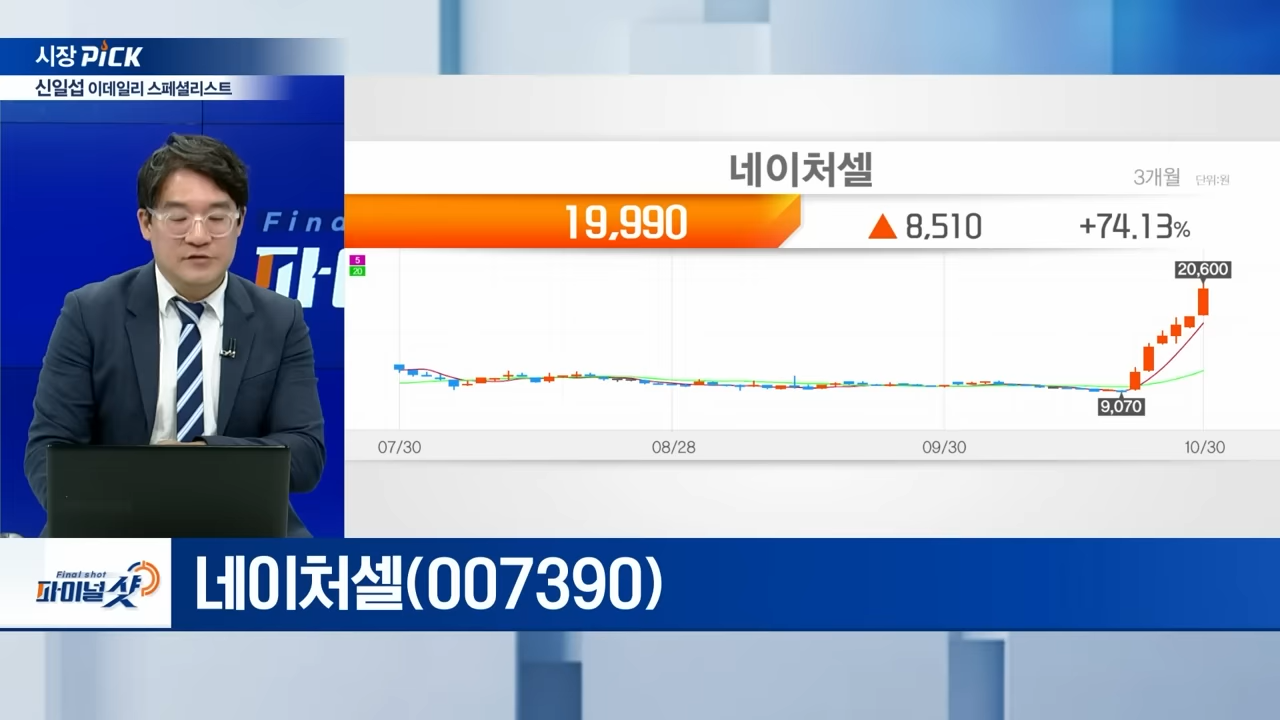 시장 PiCK
신일섭 이데일리 스페셜리스트
Fina
파이
네이처셀
3개월 단위:원
19,990
▲ 8,510
+74.13%
5
20
20,600
9,070
07/30
08/28
09/30
10/30
Final shot
파이널샷
네이처셀(007390)